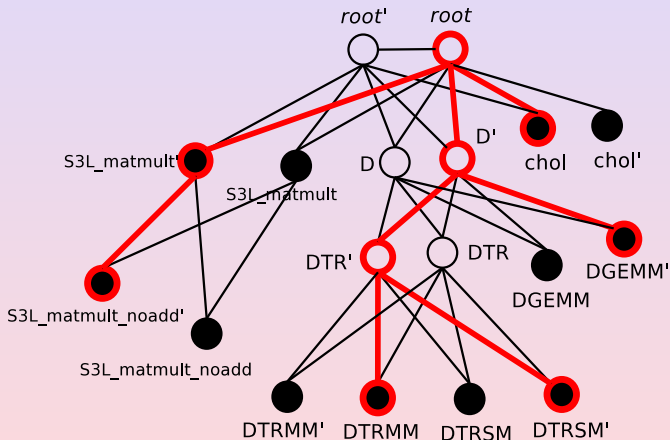 root'
root
S3L_matmult'
S3L_matmult
D
D'
chol
chol'
DTR'
DTR
DGEMM
DGEMM'
S3L_matmult_noadd'
S3L_matmult_noadd
DTRMM'
DTRMM
DTRSM
DTRSM'